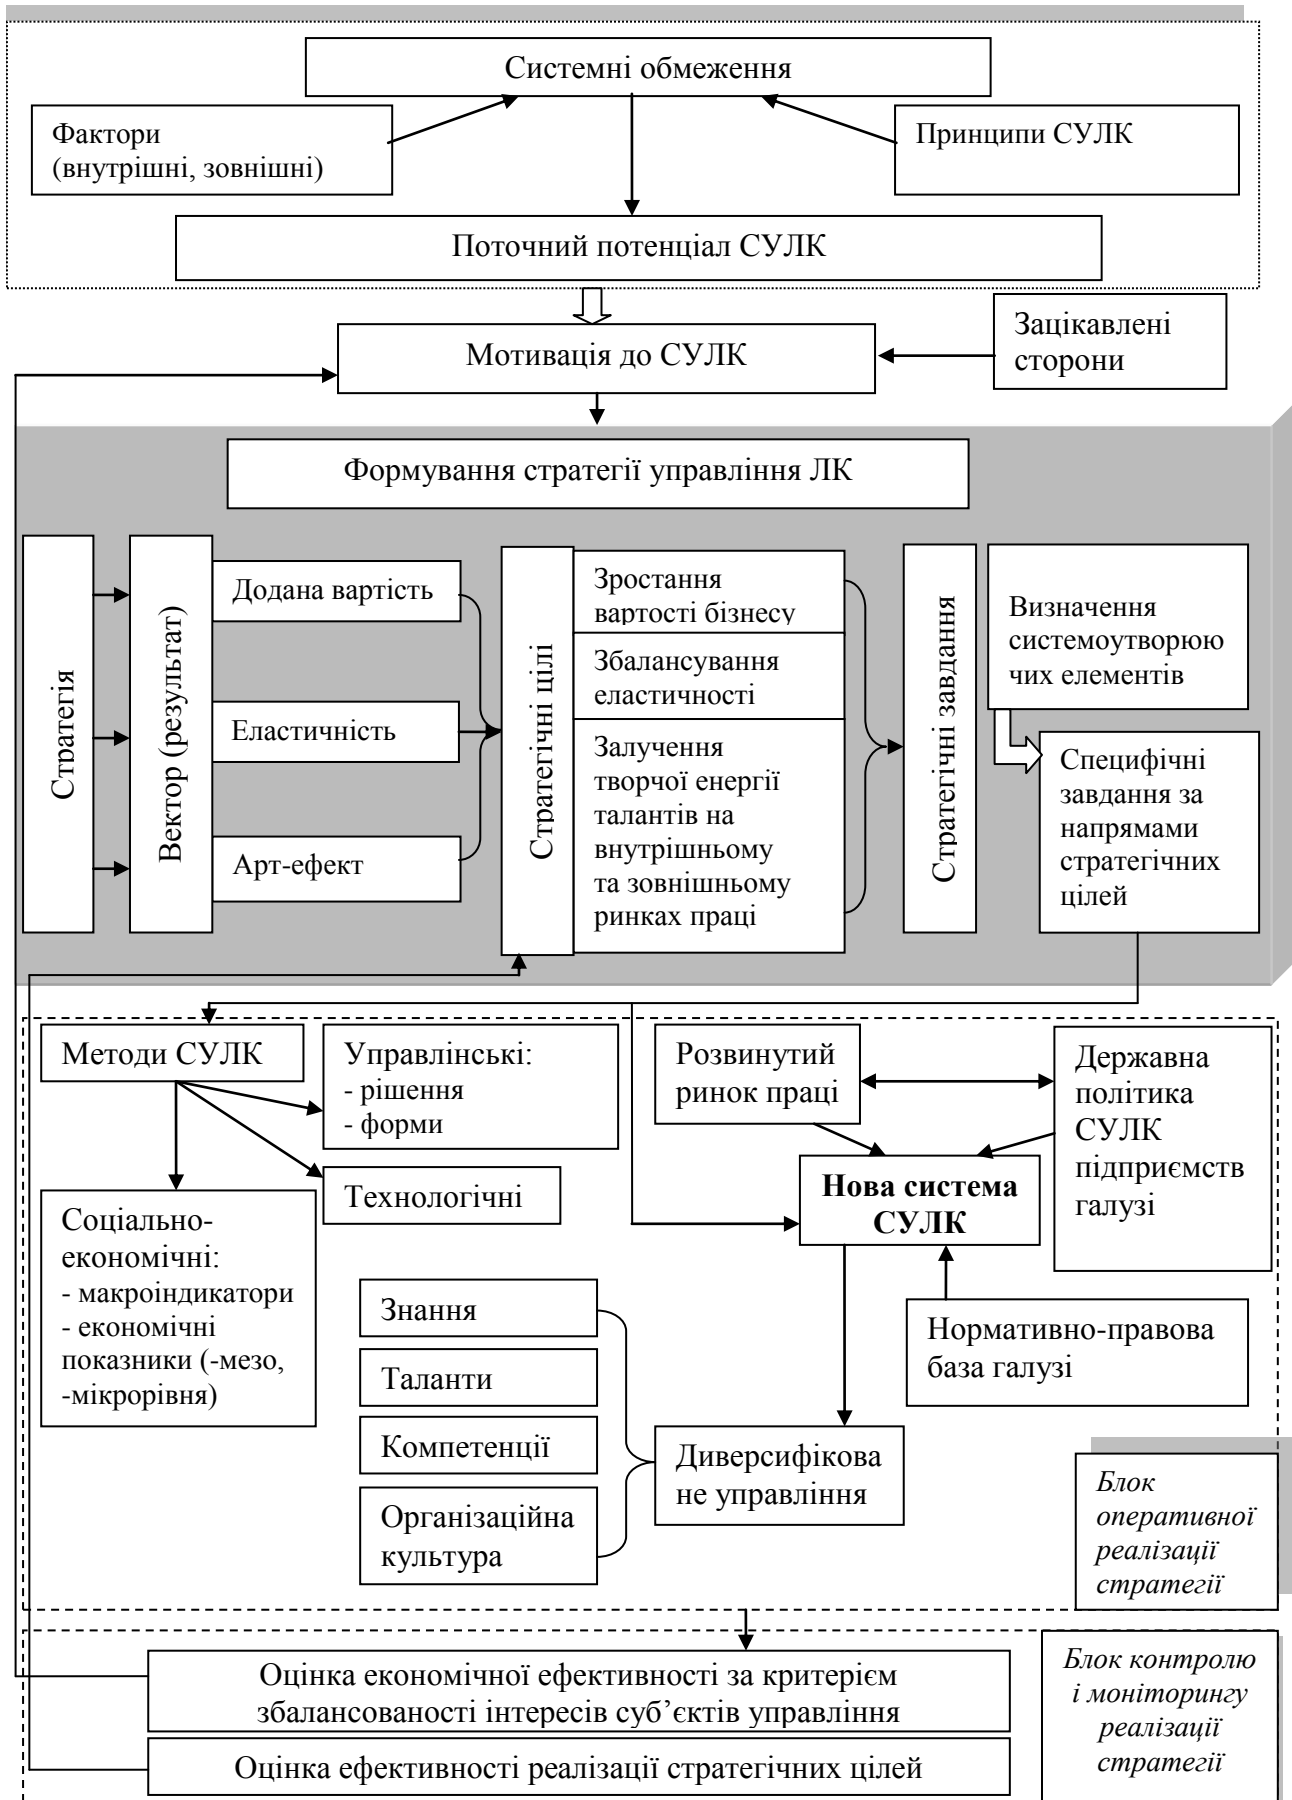 Системні обмеження
Фактори
(внутрішні, зовнішні)
Принципи СУЛК
Поточний потенціал СУЛК
Зацікавлені
сторони
Мотивація до СУЛК
Формування стратегії управління ЛК
Стратегія
Вектор (результат)
Додана вартість
Еластичність
Арт-ефект
Стратегічні цілі
Зростання
вартості бізнесу
Збалансування
еластичності
Залучення
творчої енергії
талантів на
внутрішньому
та зовнішньому
ринках праці
Стратегічні завдання
Визначення
системоутворюю
чих елементів
Специфічні
завдання за
напрямами
стратегічних
цілей
Методи СУЛК
Управлінські:
- рішення
- форми
Технологічні
Соціально-
економічні:
- макроіндикатори
- економічні
показники (-мезо,
-мікрорівня)
Розвинутий
ринок праці
Державна
політика
СУЛК
підприємств
галузі
Нова система
СУЛК
Нормативно-правова
база галузі
Знання
Таланти
Компетенції
Організаційна
культура
Диверсифікова
не управління
Блок
оперативної
реалізації
стратегії
Оцінка економічної ефективності за критерієм
збалансованості інтересів суб’єктів управління
Оцінка ефективності реалізації стратегічних цілей
Блок контролю
і моніторингу
реалізації
стратегії